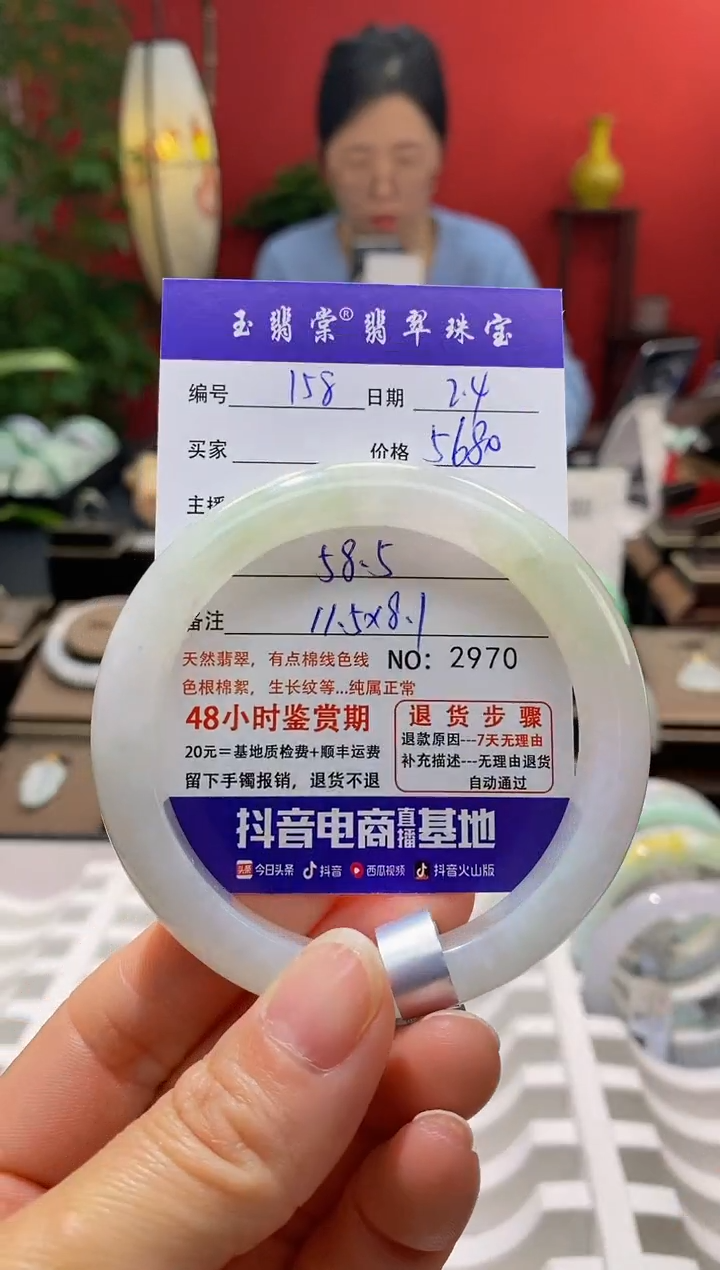 玉翡棠®翡翠珠宝
编号 158 日期 2.4
买家 价格 5680
主播
58.5
备注 11.5x8.1
天然翡翠，有点棉线色线 NO: 2970
色根棉絮，生长纹等...纯属正常
48小时鉴赏期
20元=基地质检费+顺丰运费
留下手镯报销，退货不退
退货步骤
退款原因---7天无理由
补充描述---无理由退货
自动通过
抖音电商直播基地
头条 今日头条 抖音 西瓜视频 抖音火山版